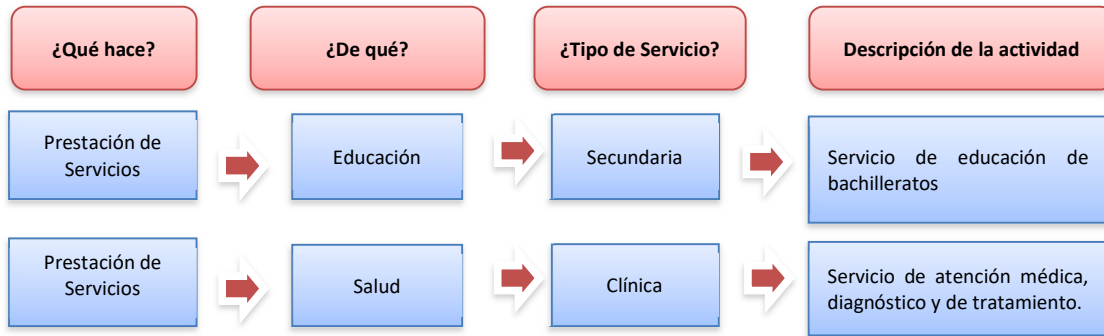 ¿Qué hace?
¿De qué?
¿Tipo de Servicio?
Descripción de la actividad
Prestación de
Servicios
Educación
Secundaria
Servicio de educación de
bachilleratos
Prestación de
Servicios
Salud
Clínica
Servicio de atención médica,
diagnóstico y de tratamiento.